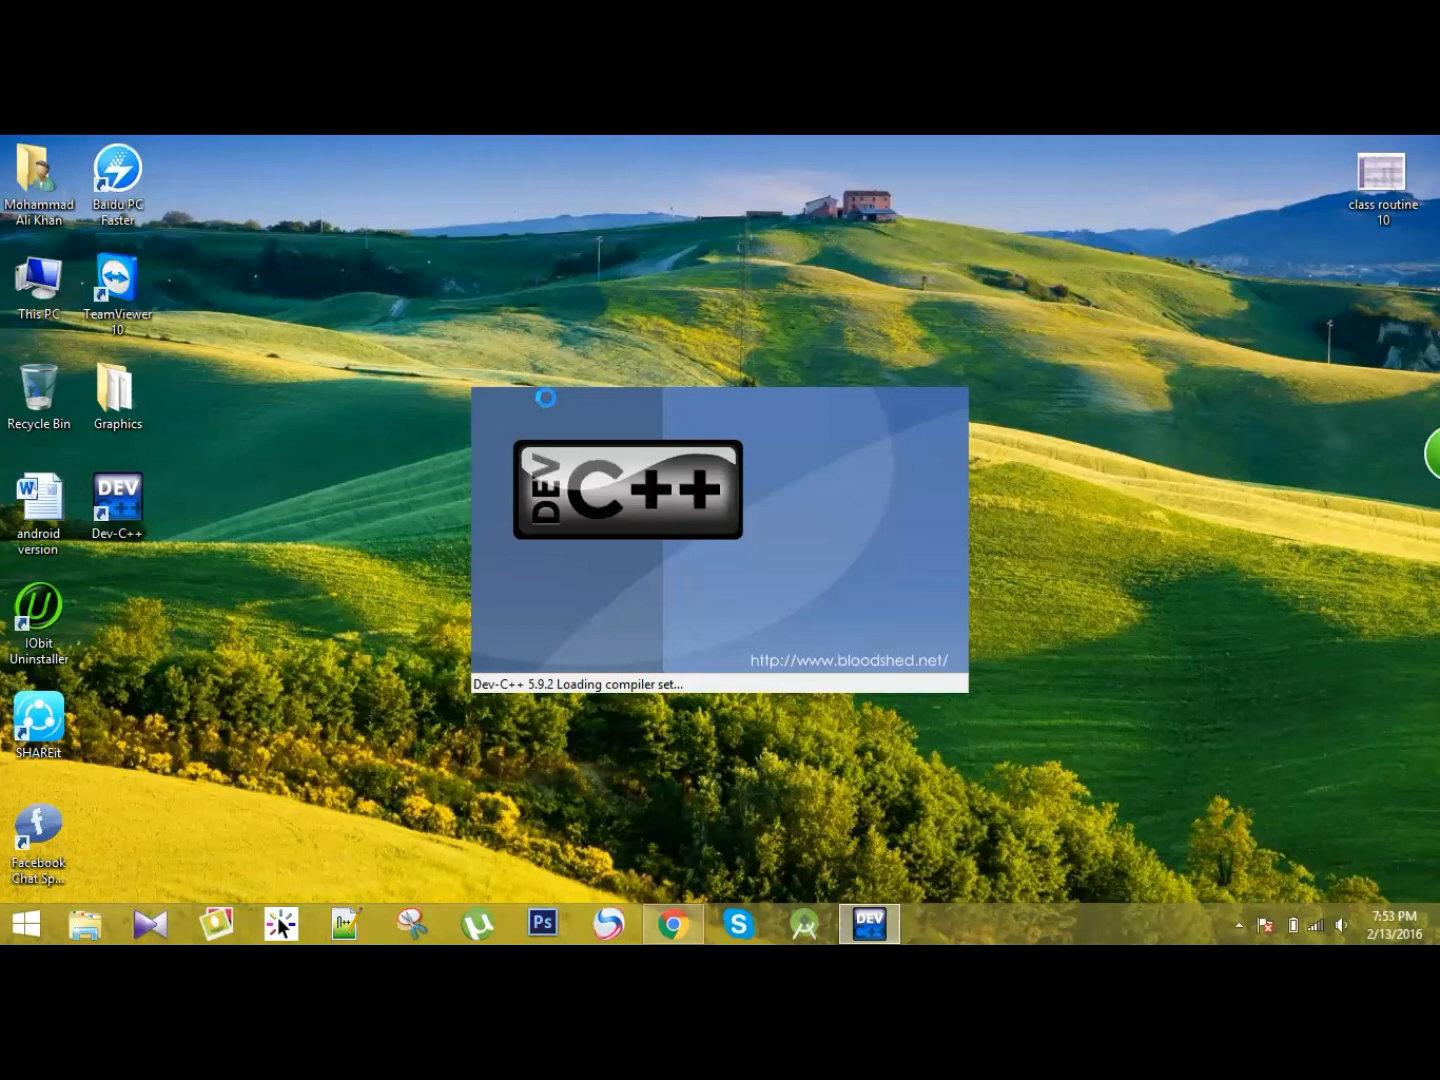 Mohammad
Ali Khan
Baidu PC
Faster
class routine
10
This PC
TeamViewer
10
Recycle Bin
Graphics
android
version
DEV
Dev-C++
IObit
Uninstaller
SHAREit
Facebook
Chat Sp...
DEV C++
http://www.bloodshed.net/
Dev-C++ 5.9.2 Loading compiler set...
Ps
DEV
7:53 PM
2/13/2016